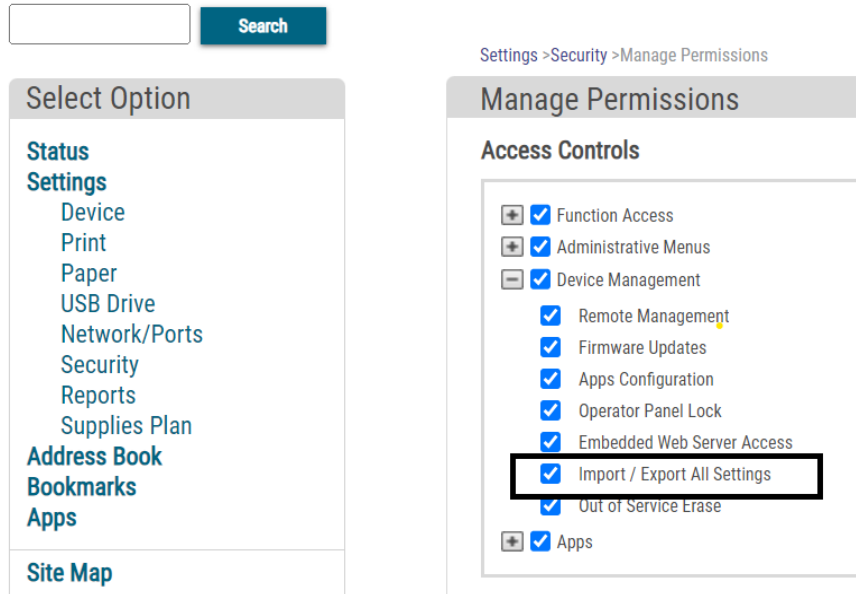 Search
Select Option
Status
Settings
Device
Print
Paper
USB Drive
Network/Ports
Security
Reports
Supplies Plan
Address Book
Bookmarks
Apps
Site Map
Settings >Security >Manage Permissions
Manage Permissions
Access Controls
Function Access
Administrative Menus
Device Management
Remote Management
Firmware Updates
Apps Configuration
Operator Panel Lock
Embedded Web Server Access
Import / Export All Settings
Out of Service Erase
Apps